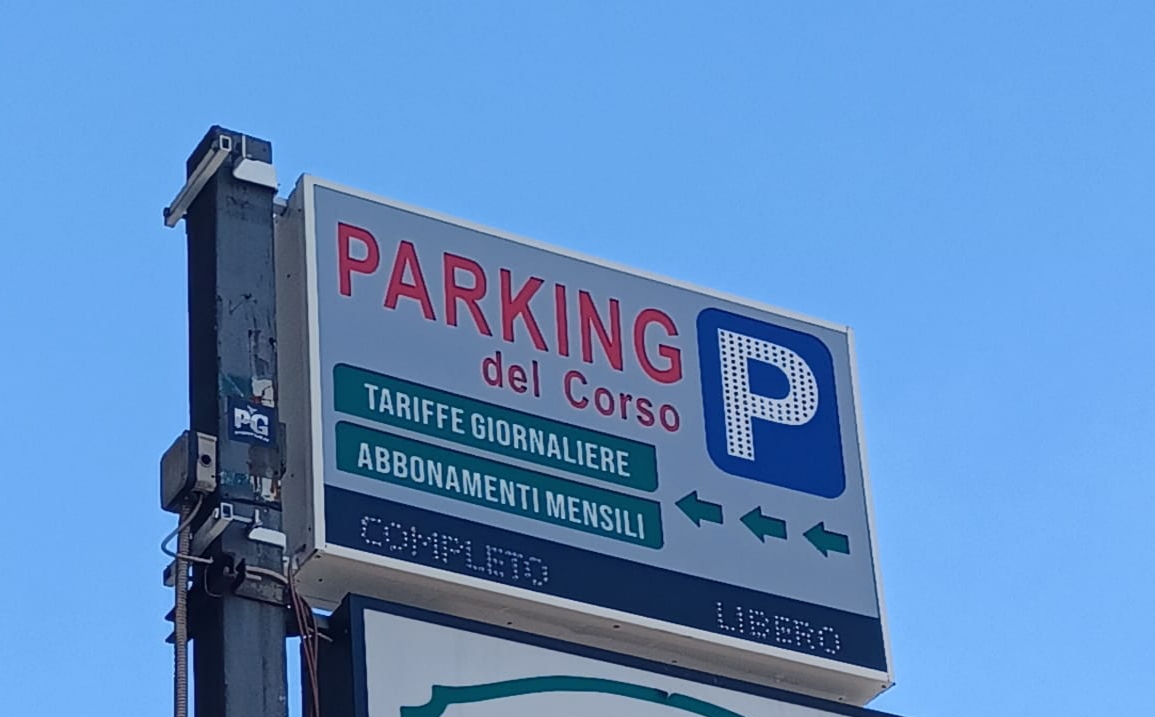 PARKING
del Corso
P
TARIFFE GIORNALIERE
ABBONAMENTI MENSILI
COMPLETO
LIBERO
PG